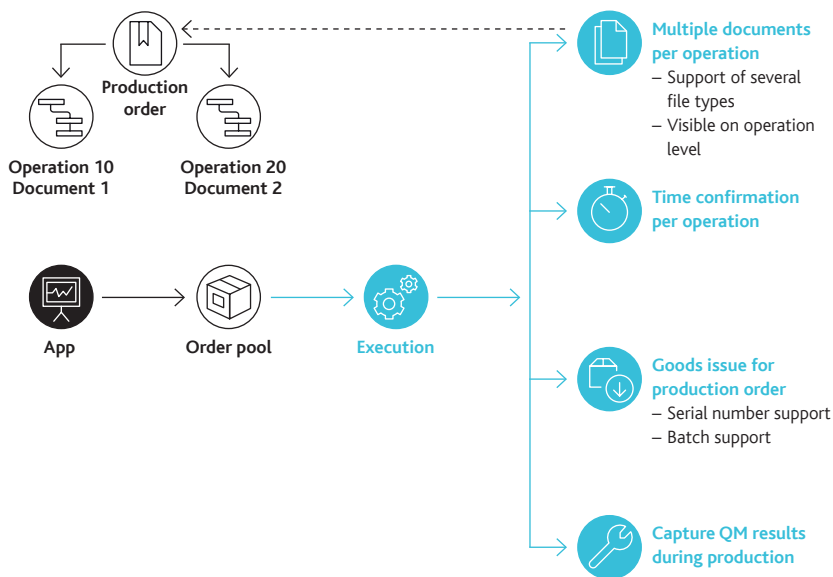 Production
order
Operation 10
Document 1
Operation 20
Document 2
App
Order pool
Execution
Multiple documents
per operation
– Support of several
file types
– Visible on operation
level
Time confirmation
per operation
Goods issue for
production order
– Serial number support
– Batch support
Capture QM results
during production